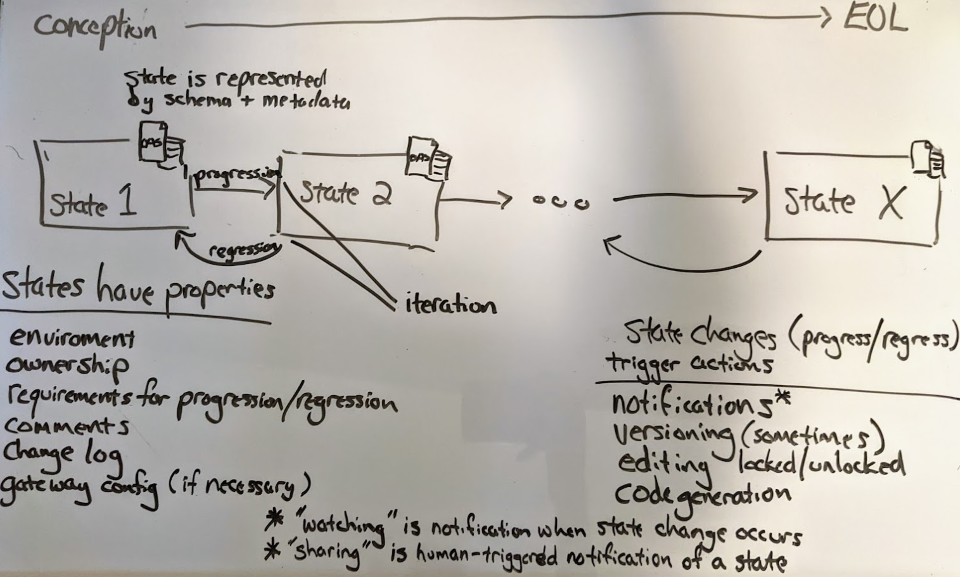 conception EOL
State is represented
by schema + metadata
OAS
OAS
State 1
progression
State 2
ooo
State X
regression
iteration
States have properties
enviroment
ownership
requirements for progression/regression
comments
change log
gateway config (if necessary)
State changes (progress/regress)
trigger actions
notifications*
versioning (sometimes)
editing locked/unlocked
code generation
* "watching" is notification when state change occurs
* "sharing" is human-triggered notification of a state